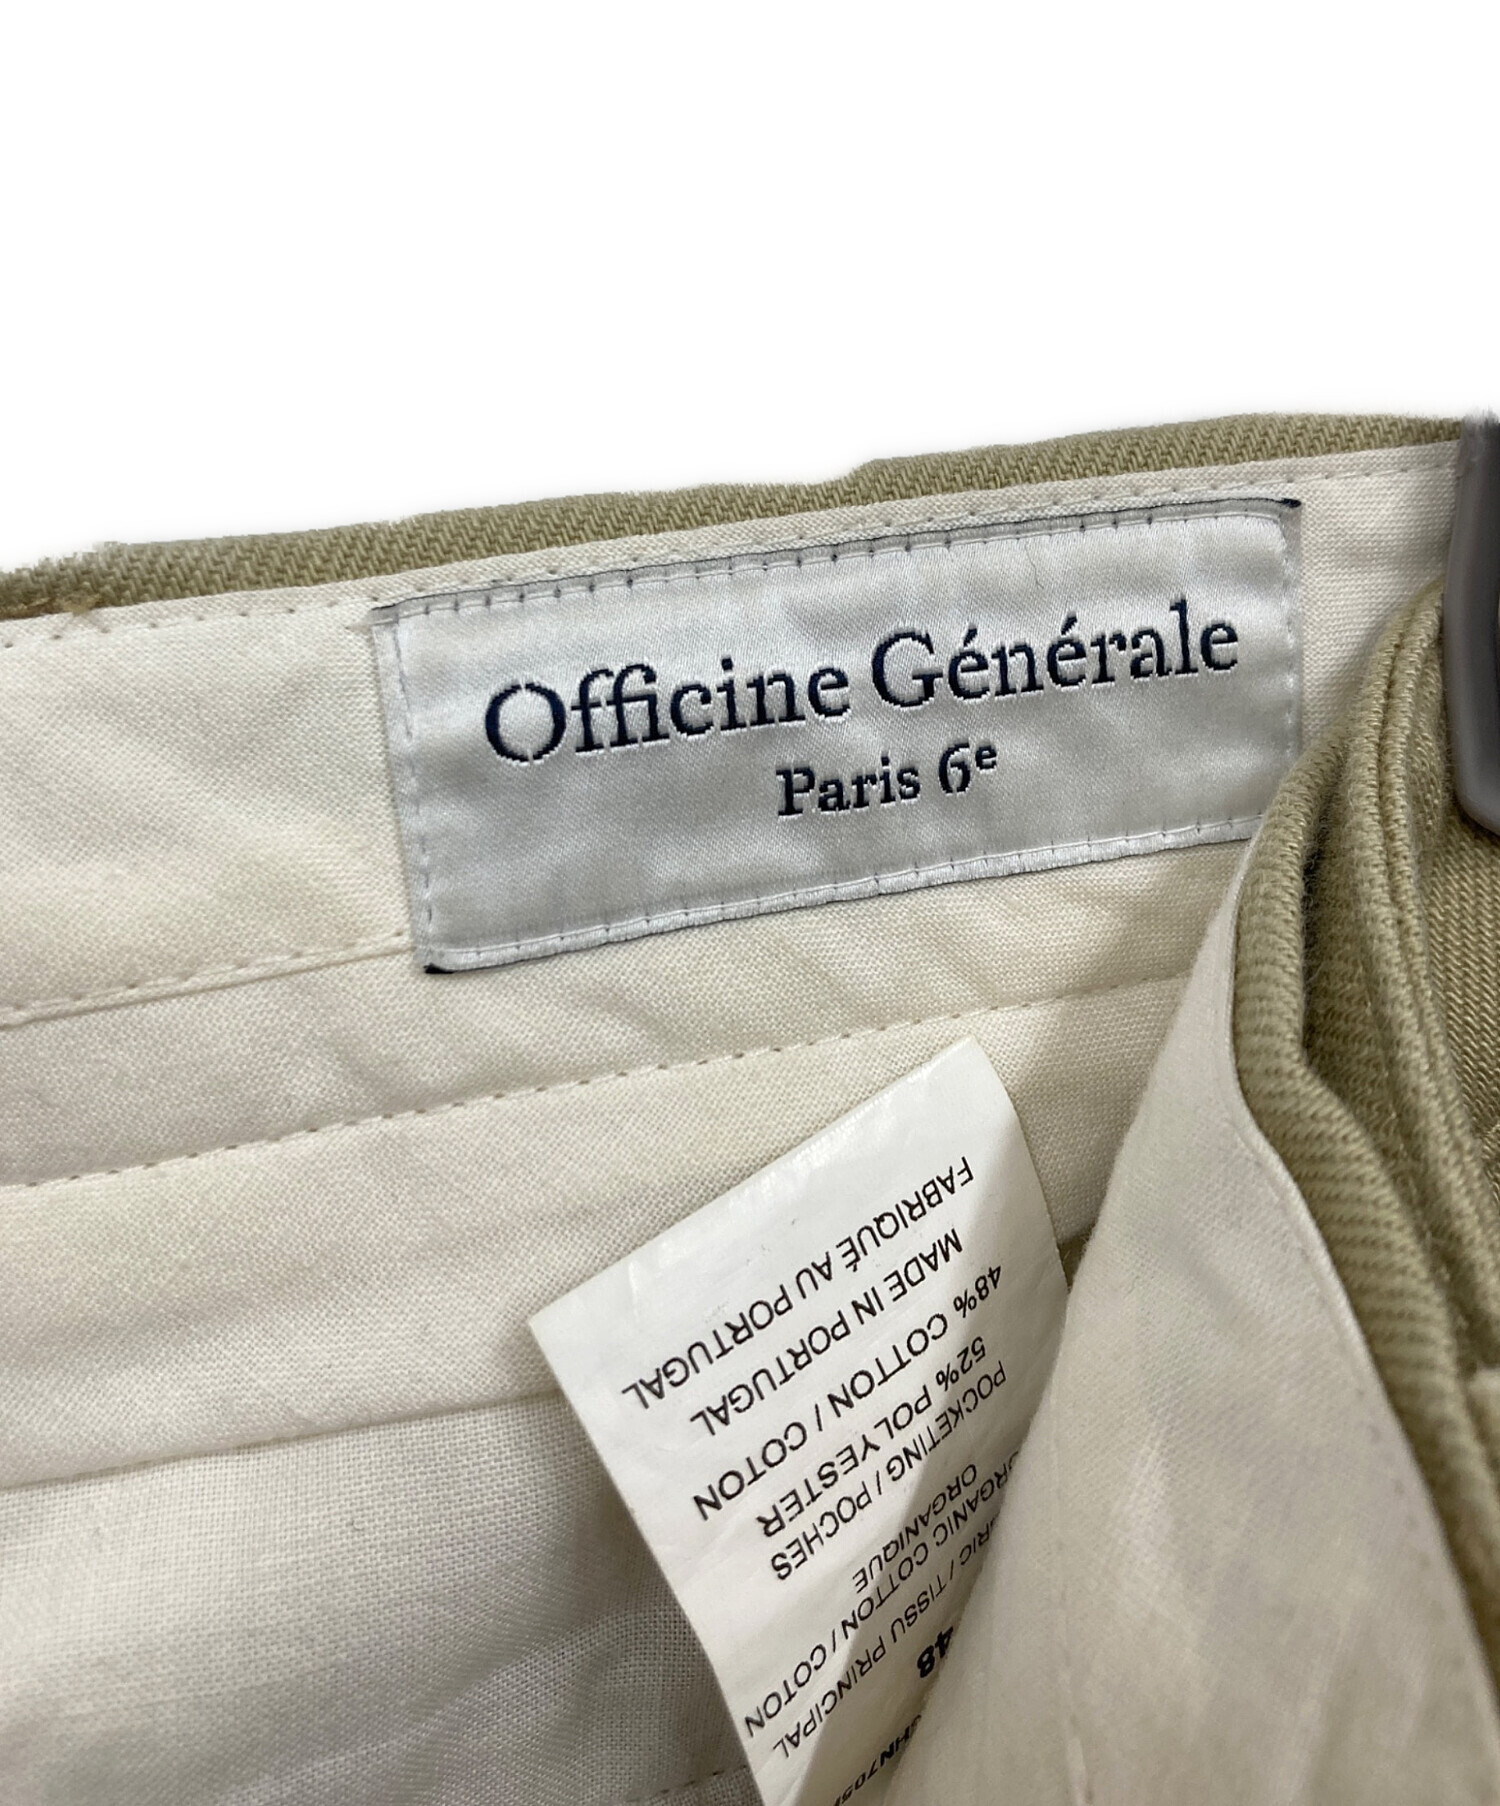 Officine Générale
Paris 6e
48
TISSU PRINCIPAL
ORGANIC COTTON / COTON
ORGANIQUE
POCKETING / POCHES
52% POLYESTER
48% COTTON / COTON
MADE IN PORTUGAL
FABRIQUÉ AU PORTUGAL